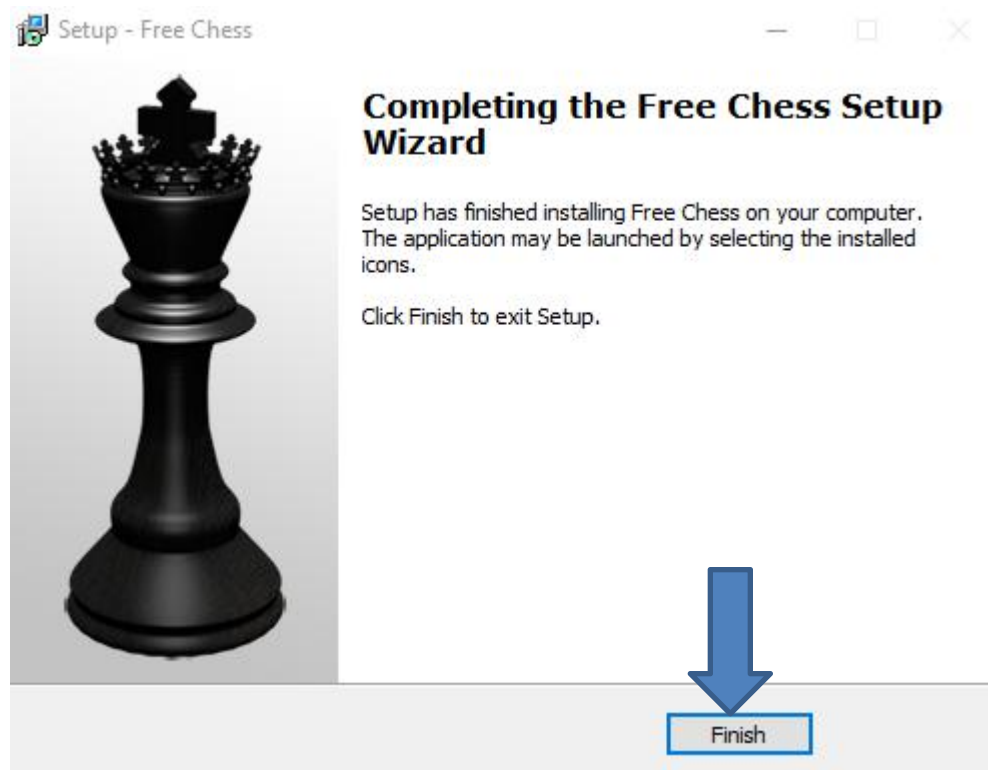 Setup - Free Chess
Completing the Free Chess Setup
Wizard
Setup has finished installing Free Chess on your computer.
The application may be launched by selecting the installed
icons.
Click Finish to exit Setup.
Finish